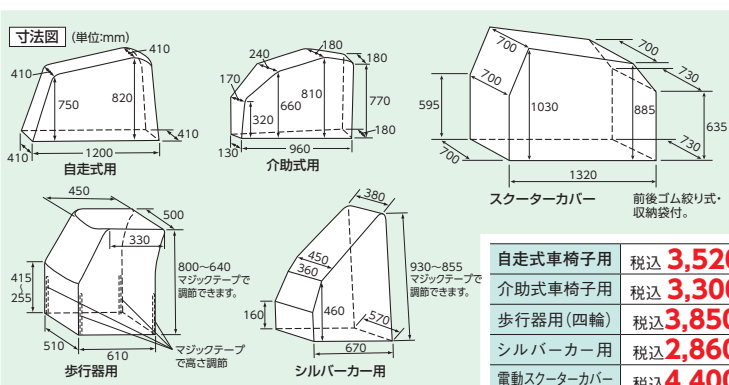 寸法図 (単位:mm)
410
410
750
820
410
410
1200
自走式用
240
180
180
170
320
660
810
770
180
130
960
介助式用
700
700
700
730
595
1030
885
635
700
730
1320
スクーターカバー
前後ゴム絞り式・
収納袋付。
450
500
330
415
〜
255
800〜640
マジックテープで
調節できます。
510
610
マジックテープ
で高さ調節
歩行器用
380
450
360
930〜855
マジックテープで
調節できます。
160
460
570
670
シルバーカー用
自走式車椅子用 税込 3,520
介助式車椅子用 税込 3,300
歩行器用(四輪) 税込3,850
シルバーカー用 税込2,860
電動スクーターカバー 税込4,400